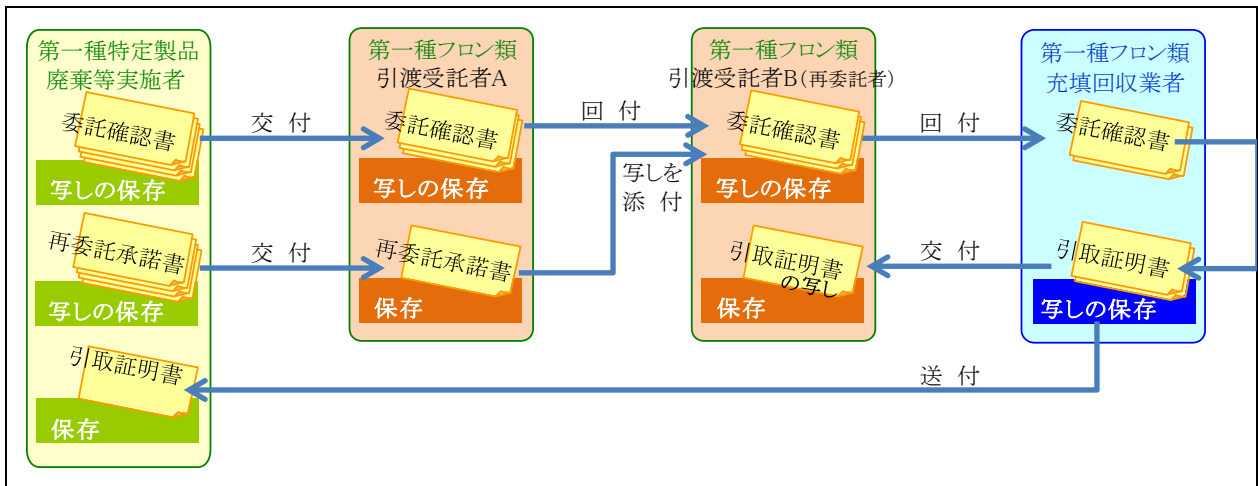 第一種特定製品
廃棄等実施者
委託確認書
写しの保存
再委託承諾書
写しの保存
引取証明書
保存
交 付
交 付
第一種フロン類
引渡受託者A
委託確認書
写しの保存
再委託承諾書
保存
回 付
写しを
添 付
第一種フロン類
引渡受託者B(再委託者)
委託確認書
写しの保存
引取証明書
の写し
保存
回 付
交 付
送 付
第一種フロン類
充填回収業者
委託確認書
引取証明書
写しの保存